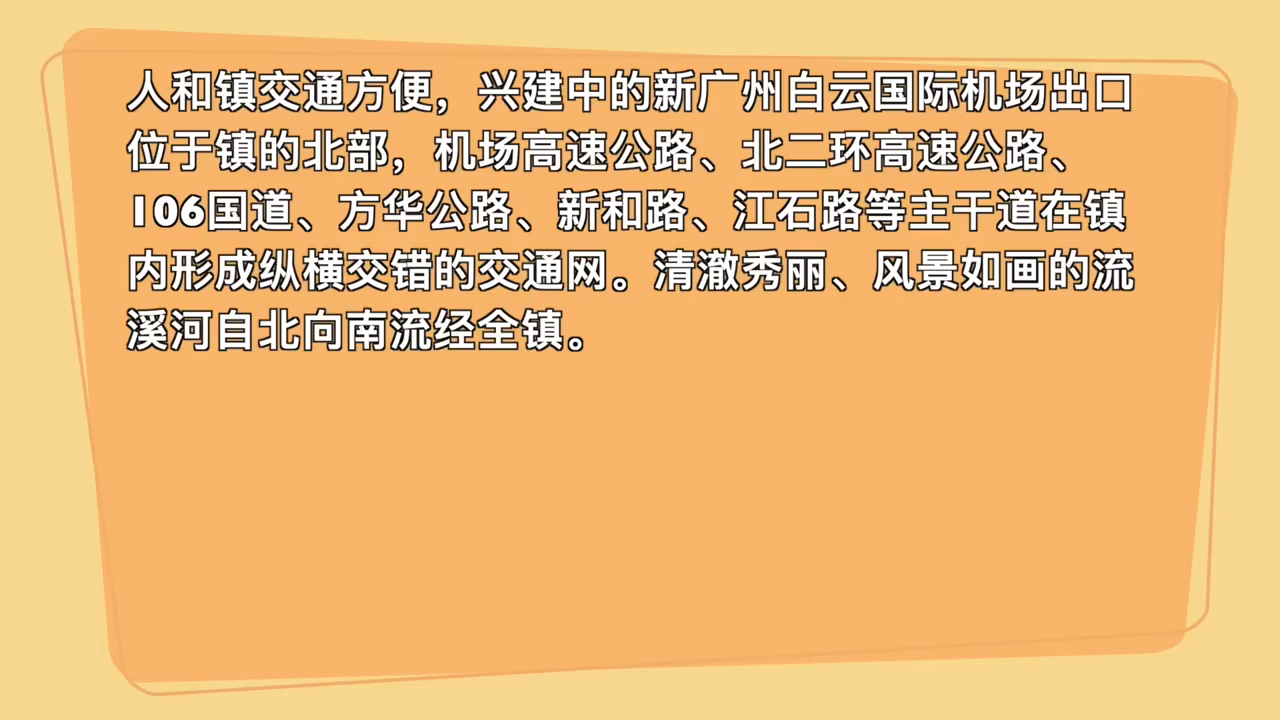 人和镇交通方便，兴建中的新广州白云国际机场出口
位于镇的北部，机场高速公路、北二环高速公路、
106国道、方华公路、新和路、江石路等主干道在镇
内形成纵横交错的交通网。清澈秀丽、风景如画的流
溪河自北向南流经全镇。